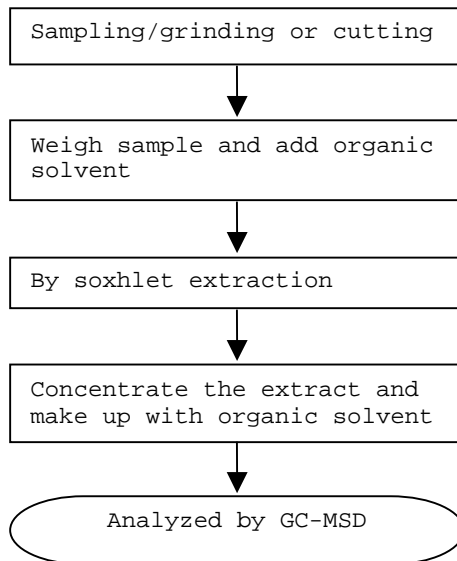 Sampling/grinding or cutting
Weigh sample and add organic
solvent
By soxhlet extraction
Concentrate the extract and
make up with organic solvent
Analyzed by GC-MSD